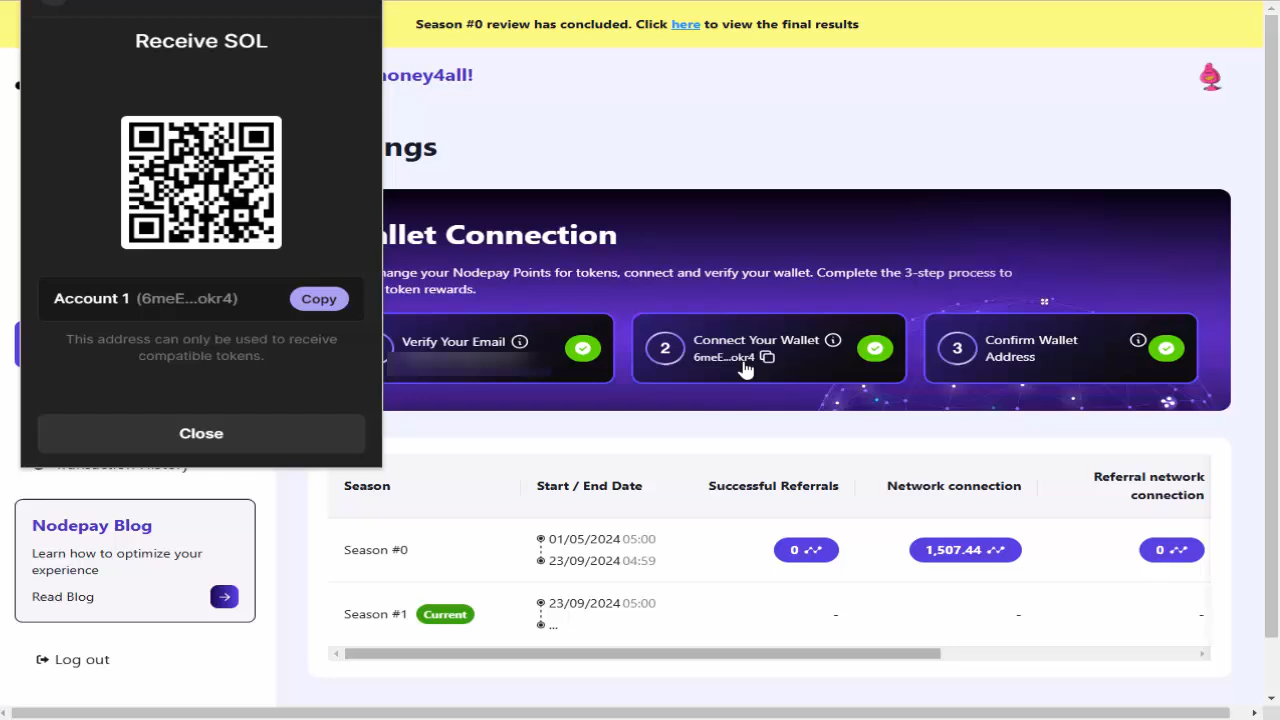 Season #0 review has concluded. Click here to view the final results
Receive SOL
Account 1 (6meE...okr4)
Copy
This address can only be used to receive
compatible tokens.
Close
oney4all!
ngs
allet Connection
ange your Nodepay Points for tokens, connect and verify your wallet. Complete the 3-step process to
token rewards.
Verify Your Email
2
Connect Your Wallet
6meE...okr4
3
Confirm Wallet
Address
Season
Start / End Date
Successful Referrals
Network connection
Referral network
connection
Season #0
01/05/2024 05:00
23/09/2024 04:59
0
1,507.44
0
Season #1
Current
23/09/2024 05:00
...
-
-
-
Nodepay Blog
Learn how to optimize your
experience
Read Blog
Log out